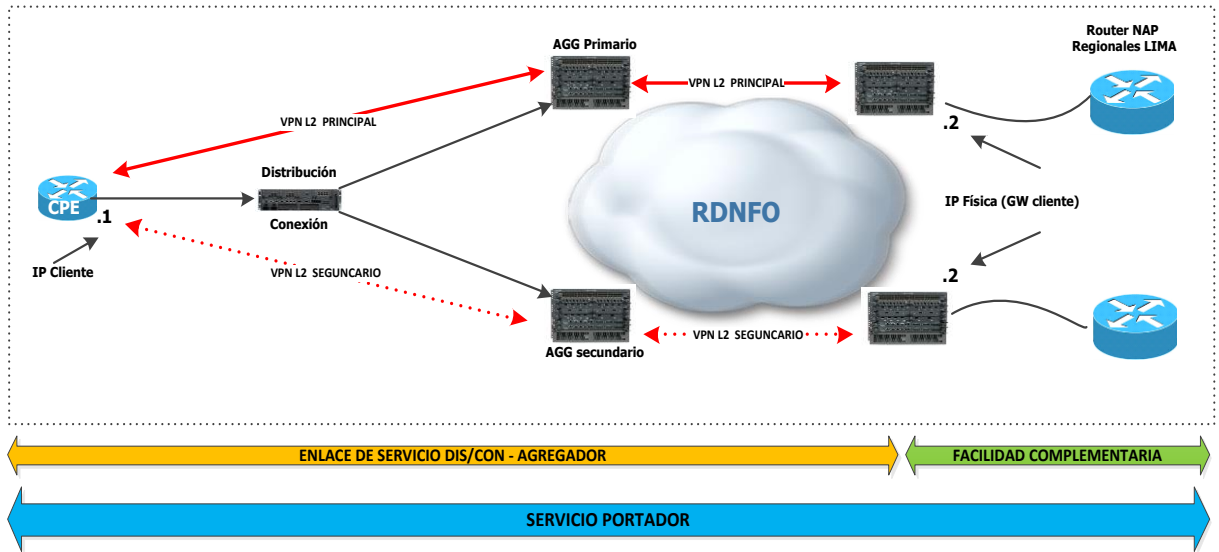 AGG Primario
Router NAP
Regionales LIMA
VPN L2 PRINCIPAL
VPN L2 PRINCIPAL
.2
Distribución
CPE
.1
Conexión
RDNFO
IP Física (GW cliente)
IP Cliente
VPN L2 SEGUNCARIO
.2
VPN L2 SEGUNCARIO
AGG secundario
ENLACE DE SERVICIO DIS/CON - AGREGADOR
FACILIDAD COMPLEMENTARIA
SERVICIO PORTADOR